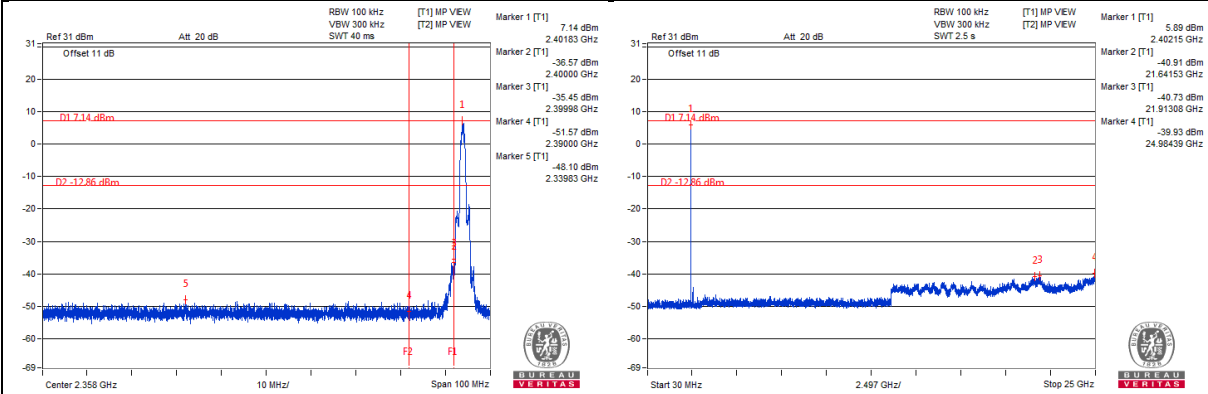 RBW 100 kHz [T1] MP VIEW
VBW 300 kHz [T2] MP VIEW
Ref 31 dBm Att 20 dB SWT 40 ms
Offset 11 dB
31
20
10
0
-10
-20
-30
-40
-50
-60
-69
D1 7.14 dBm
D2 -12.86 dBm
1
5
4
F2 F1
Center 2.358 GHz 10 MHz/ Span 100 MHz
Marker 1 [T1]
7.14 dBm
2.40183 GHz
Marker 2 [T1]
-36.57 dBm
2.40000 GHz
Marker 3 [T1]
-35.45 dBm
2.39998 GHz
Marker 4 [T1]
-51.57 dBm
2.39000 GHz
Marker 5 [T1]
-48.10 dBm
2.33983 GHz
BUREAU VERITAS
1828
BUREAU
VERITAS
RBW 100 kHz [T1] MP VIEW
VBW 300 kHz [T2] MP VIEW
Ref 31 dBm Att 20 dB SWT 2.5 s
Offset 11 dB
31
20
10
0
-10
-20
-30
-40
-50
-60
-69
D1 7.14 dBm
D2 -12.86 dBm
1
23
4
Start 30 MHz 2.497 GHz/ Stop 25 GHz
Marker 1 [T1]
5.89 dBm
2.40215 GHz
Marker 2 [T1]
-40.91 dBm
21.64153 GHz
Marker 3 [T1]
-40.73 dBm
21.91308 GHz
Marker 4 [T1]
-39.93 dBm
24.98439 GHz
BUREAU VERITAS
1828
BUREAU
VERITAS